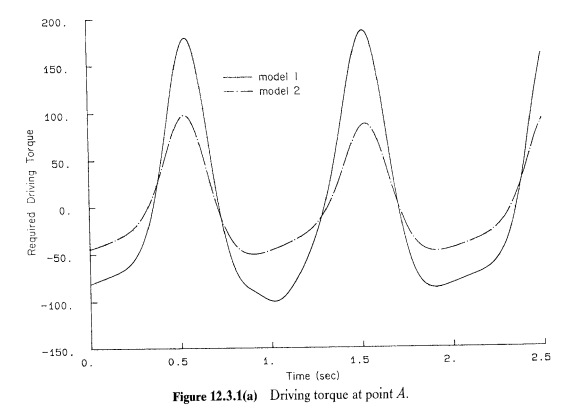 200.
150.
100.
50.
0.
-50.
-100.
-150.
Required Driving Torque
model 1
model 2
0. 0.5 1. 1.5 2. 2.5
Time (sec)
Figure 12.3.1(a) Driving torque at point A.